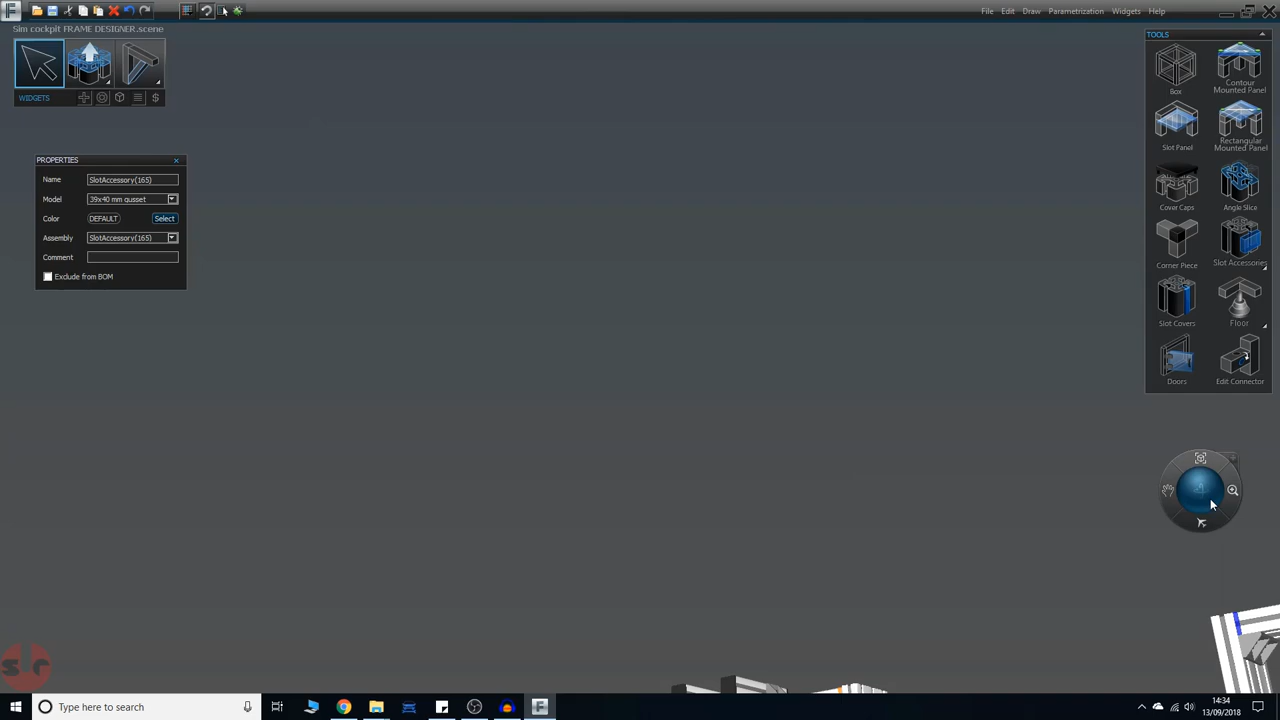 File Edit Draw Parametrization Widgets Help
Sim cockpit FRAME DESIGNER.scene
WIDGETS
$
TOOLS
Box
Contour Mounted Panel
Slot Panel
Rectangular Mounted Panel
Cover Caps
Angle Slice
Corner Piece
Slot Accessories
Slot Covers
Floor
Doors
Edit Connector
PROPERTIES
Name SlotAccessory(165)
Model 39x40 mm gusset
Color DEFAULT Select
Assembly SlotAccessory(165)
Comment
Exclude from BOM
Type here to search
14:34
13/09/2018